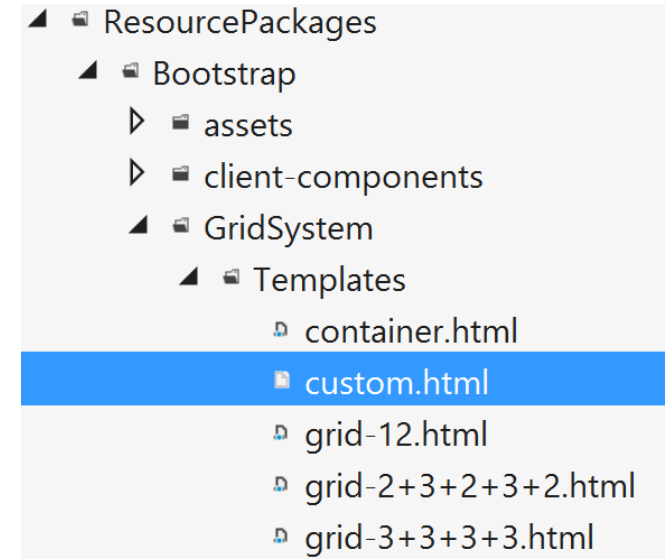 ResourcePackages
Bootstrap
assets
client-components
GridSystem
Templates
container.html
custom.html
grid-12.html
grid-2+3+2+3+2.html
grid-3+3+3+3.html